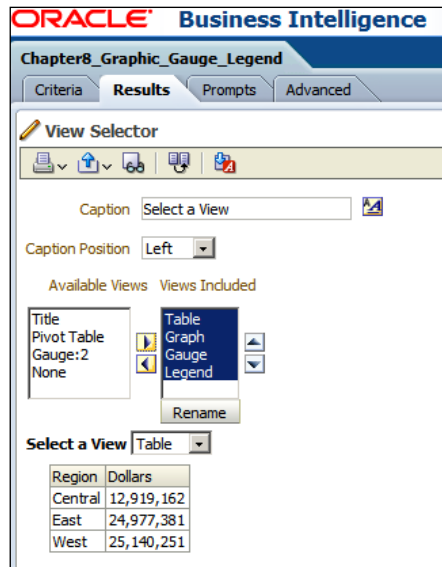 ORACLE Business Intelligence
Chapter8_Graphic_Gauge_Legend
Criteria Results Prompts Advanced
View Selector
Caption Select a View
Caption Position Left
Available Views Views Included
Title
Pivot Table
Gauge:2
None
Table
Graph
Gauge
Legend
Rename
Select a View Table
Region Dollars
Central 12,919,162
East 24,977,381
West 25,140,251